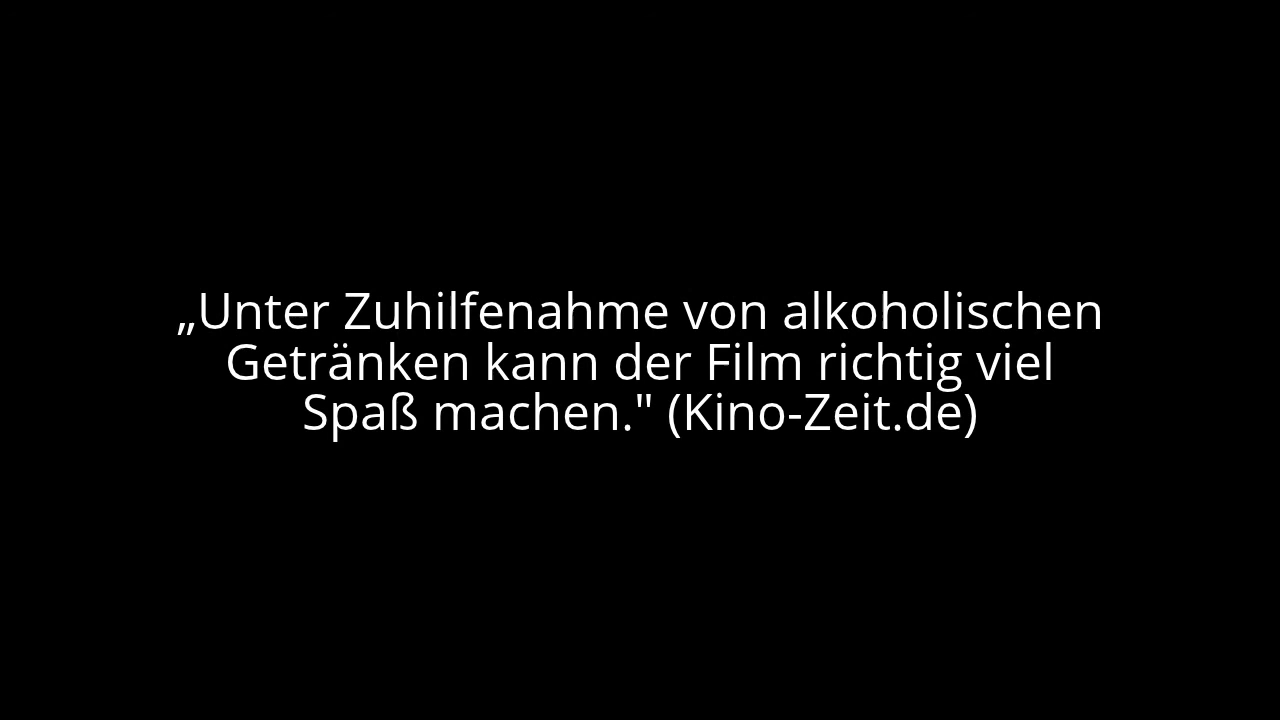 „Unter Zuhilfenahme von alkoholischen
Getränken kann der Film richtig viel
Spaß machen." (Kino-Zeit.de)